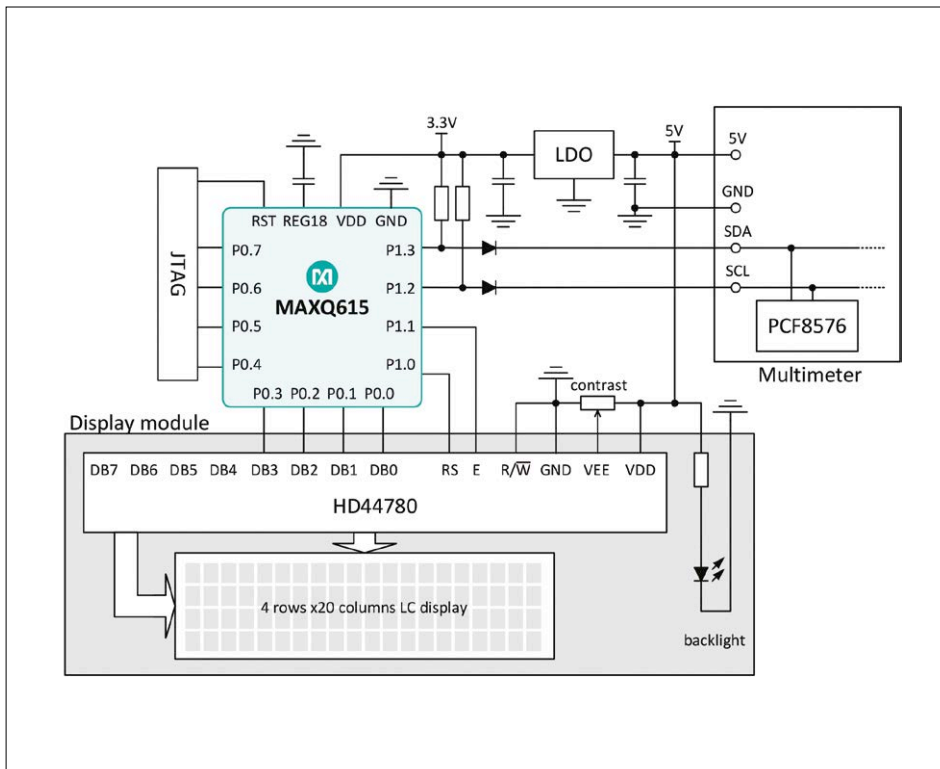 3.3V
5V
LDO
5V
GND
SDA
SCL
PCF8576
Multimeter
JTAG
RST REG18 VDD GND
P0.7
P0.6
P0.5
P0.4
P1.3
P1.2
P1.1
P1.0
MAXQ615
P0.3 P0.2 P0.1 P0.0
contrast
Display module
DB7 DB6 DB5 DB4 DB3 DB2 DB1 DB0 RS E R/W̅ GND VEE VDD
HD44780
4 rows x20 columns LC display
backlight